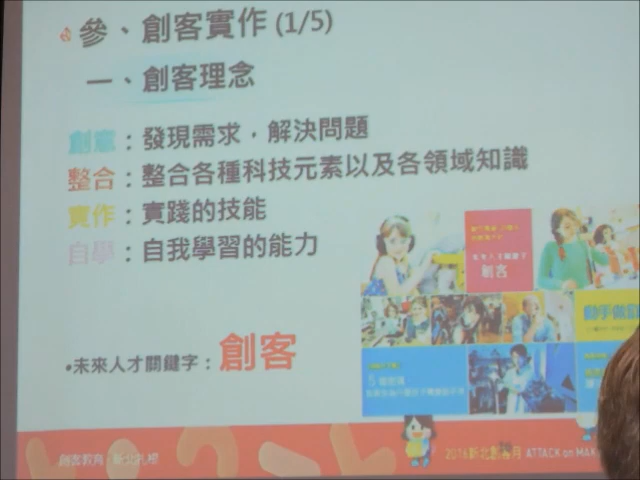 參、創客實作 (1/5)
一、創客理念
創意：發現需求，解決問題
整合：整合各種科技元素以及各領域知識
實作：實踐的技能
自學：自我學習的能力
創客
動手做
•未來人才關鍵字：創客
創客教育
2016新北創客月 ATTACK on MAK